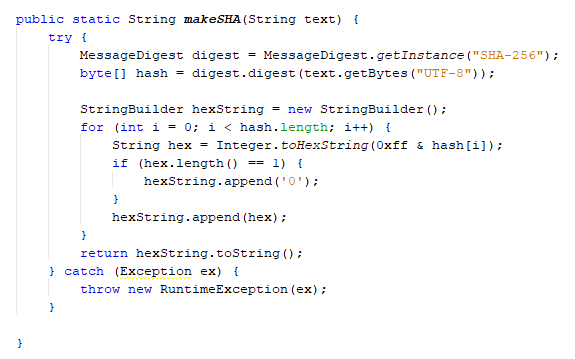 public static String makeSHA(String text) {
    try {
        MessageDigest digest = MessageDigest.getInstance("SHA-256");
        byte[] hash = digest.digest(text.getBytes("UTF-8"));

        StringBuilder hexString = new StringBuilder();
        for (int i = 0; i < hash.length; i++) {
            String hex = Integer.toHexString(0xff & hash[i]);
            if (hex.length() == 1) {
                hexString.append('0');
            }
            hexString.append(hex);
        }
        return hexString.toString();
    } catch (Exception ex) {
        throw new RuntimeException(ex);
    }

}